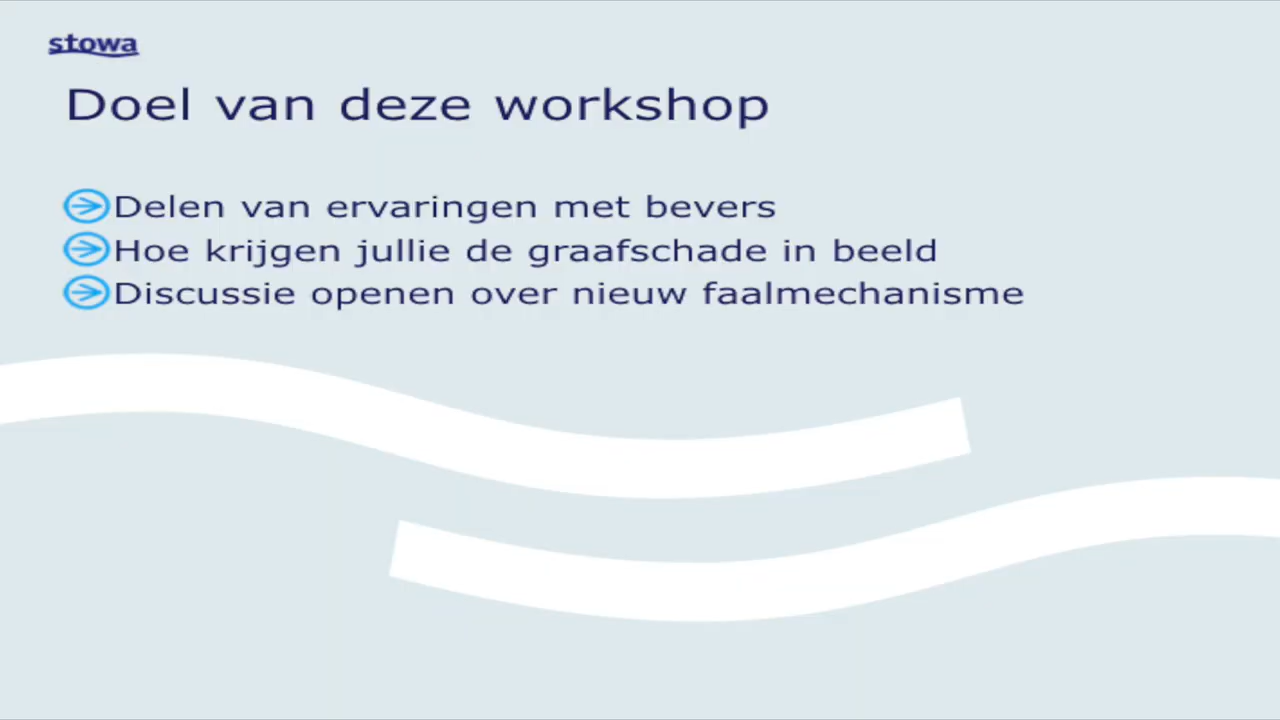 stowa
Doel van deze workshop
Delen van ervaringen met bevers
Hoe krijgen jullie de graafschade in beeld
Discussie openen over nieuw faalmechanisme